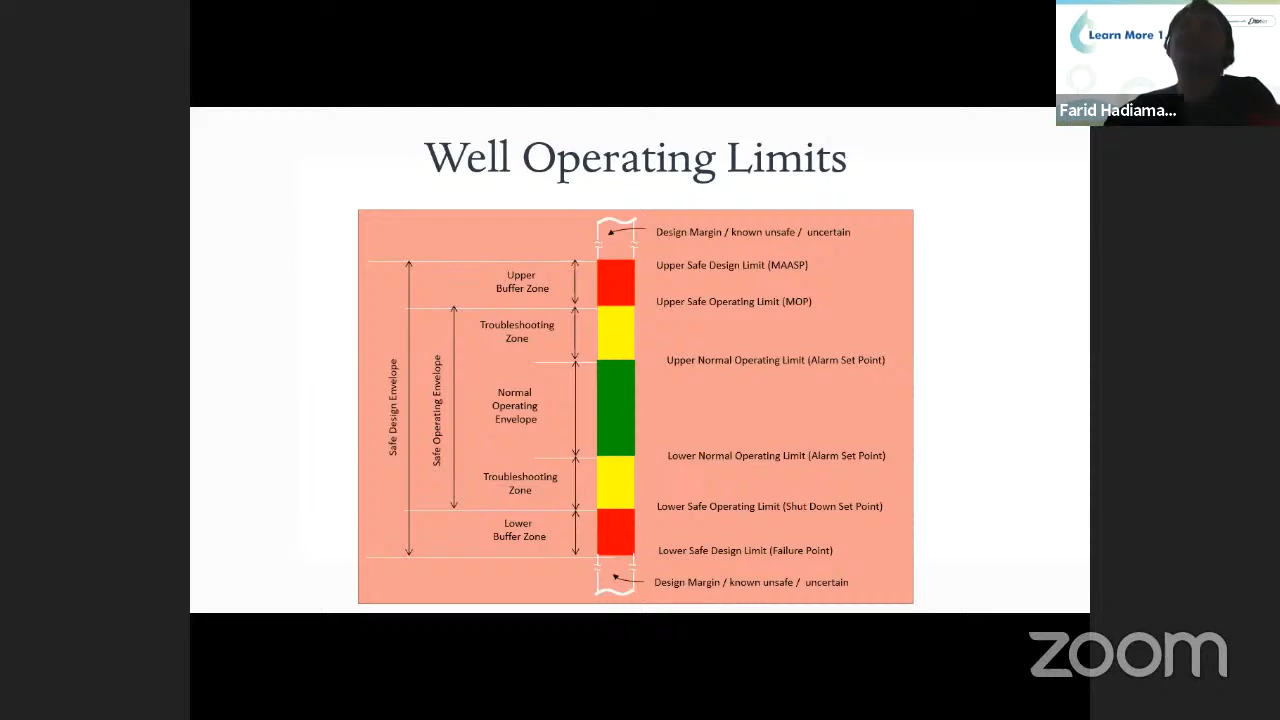 Learn More 1
Farid Hadiama...
Well Operating Limits
Design Margin / known unsafe / uncertain
Upper Safe Design Limit (MAASP)
Upper
Buffer Zone
Upper Safe Operating Limit (MOP)
Troubleshooting
Zone
Upper Normal Operating Limit (Alarm Set Point)
Safe Design Envelope
Safe Operating Envelope
Normal
Operating
Envelope
Lower Normal Operating Limit (Alarm Set Point)
Troubleshooting
Zone
Lower Safe Operating Limit (Shut Down Set Point)
Lower
Buffer Zone
Lower Safe Design Limit (Failure Point)
Design Margin / known unsafe / uncertain
zoom